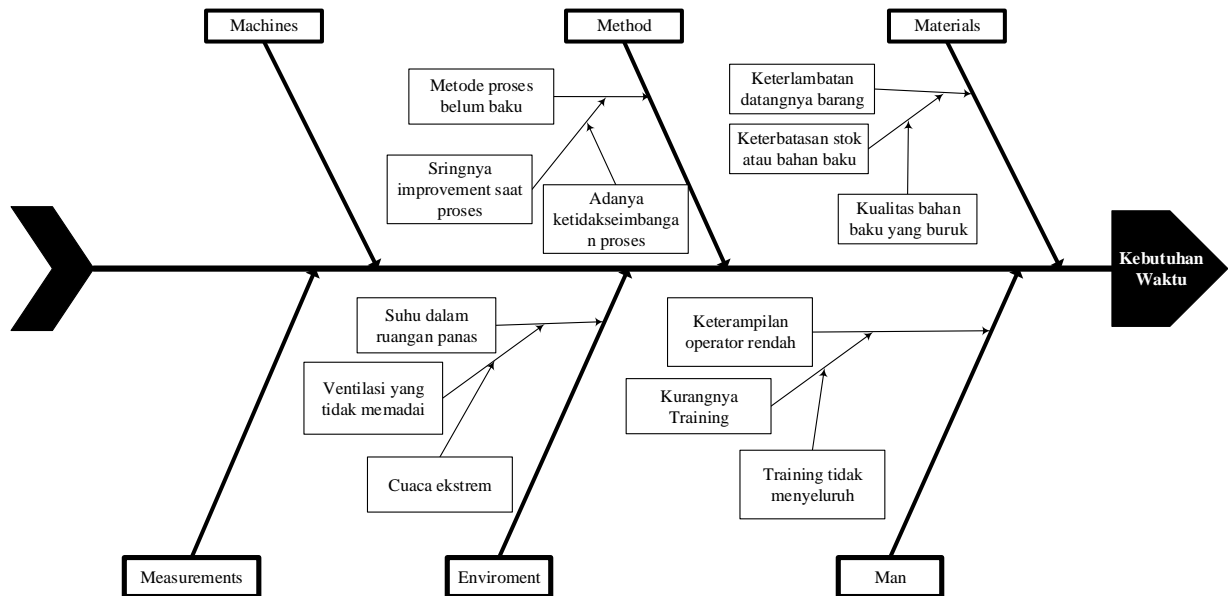 Machines
Method
Materials
Metode proses
belum baku
Sringnya
improvement saat
proses
Adanya
ketidakseimbanga
n proses
Keterlambatan
datangnya barang
Keterbatasan stok
atau bahan baku
Kualitas bahan
baku yang buruk
Kebutuhan
Waktu
Suhu dalam
ruangan panas
Ventilasi yang
tidak memadai
Cuaca ekstrem
Keterampilan
operator rendah
Kurangnya
Training
Training tidak
menyeluruh
Measurements
Enviroment
Man